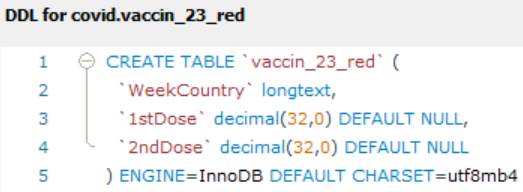 DDL for covid.vaccin_23_red
1 CREATE TABLE `vaccin_23_red` (
2 `WeekCountry` longtext,
3 `1stDose` decimal(32,0) DEFAULT NULL,
4 `2ndDose` decimal(32,0) DEFAULT NULL
5 ) ENGINE=InnoDB DEFAULT CHARSET=utf8mb4